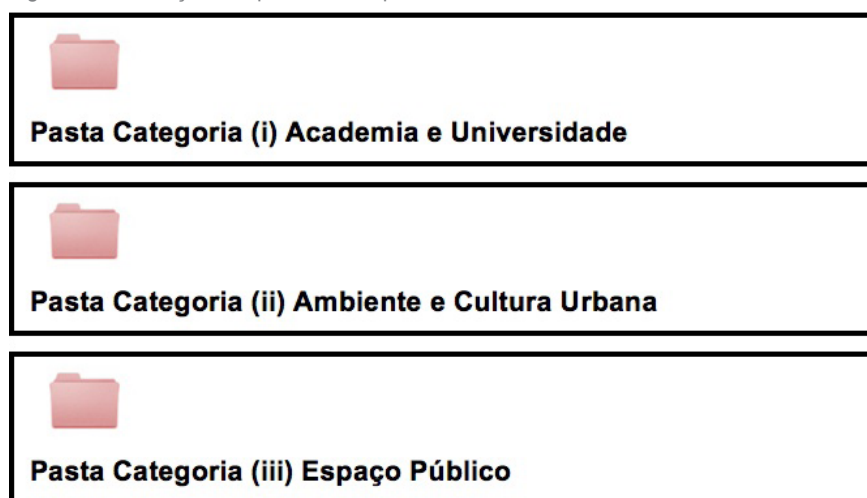 Pasta Categoria (i) Academia e Universidade
Pasta Categoria (ii) Ambiente e Cultura Urbana
Pasta Categoria (iii) Espaço Público